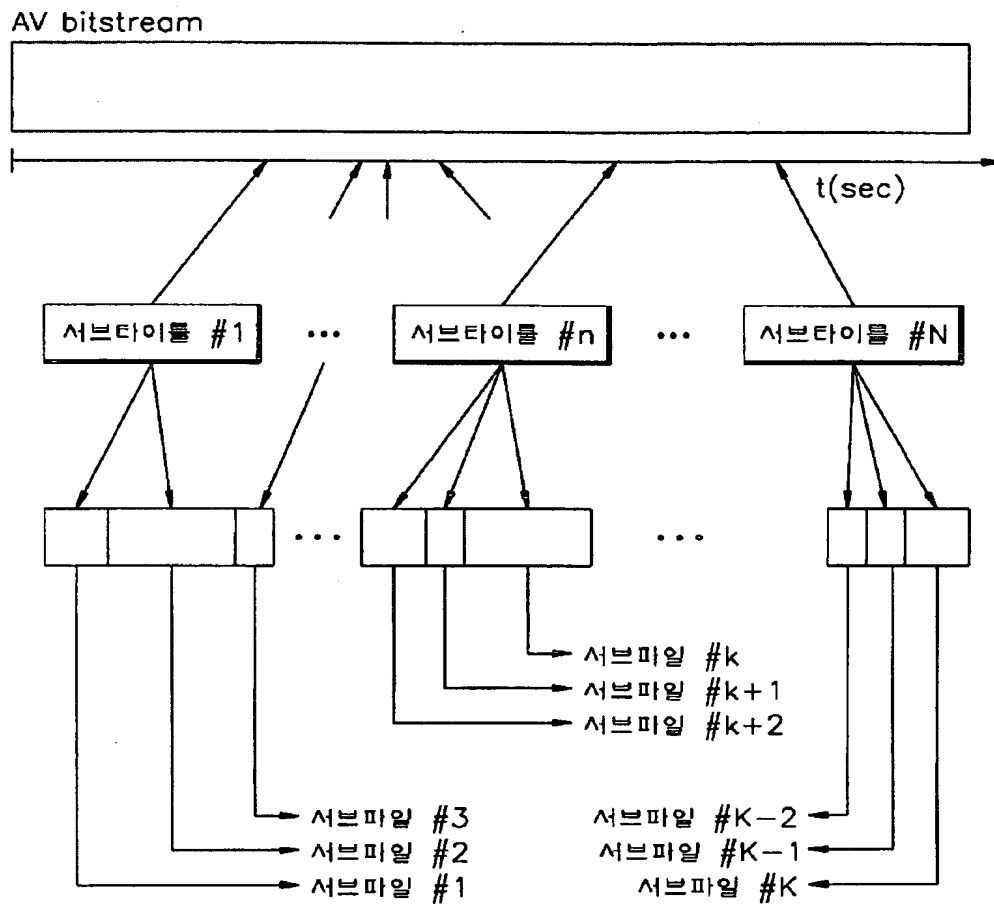 AV bitstream
t(sec)
서브타이틀 #1
...
서브타이틀 #n
...
서브타이틀 #N
...
...
서브파일 #k
서브파일 #k+1
서브파일 #k+2
서브파일 #3
서브파일 #2
서브파일 #1
서브파일 #K-2
서브파일 #K-1
서브파일 #K